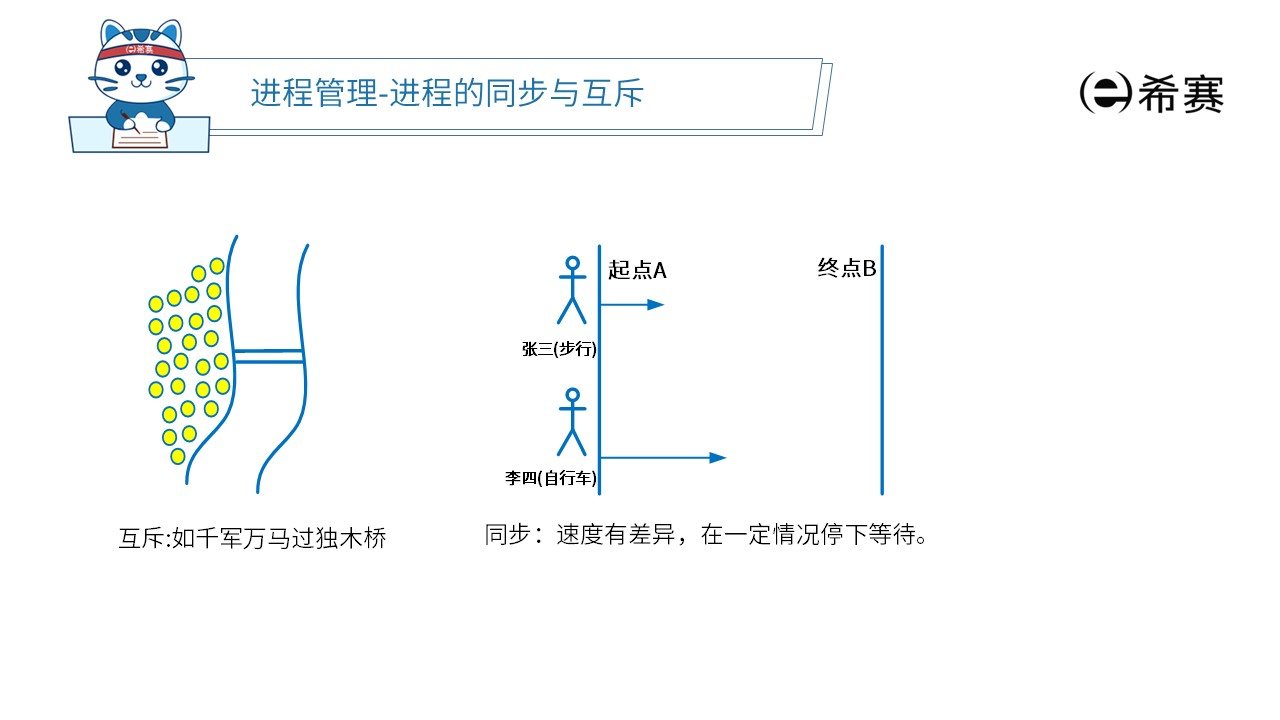 (e)希赛
进程管理-进程的同步与互斥
(e)希赛
起点A
终点B
张三(步行)
李四(自行车)
互斥:如千军万马过独木桥
同步：速度有差异，在一定情况停下等待。